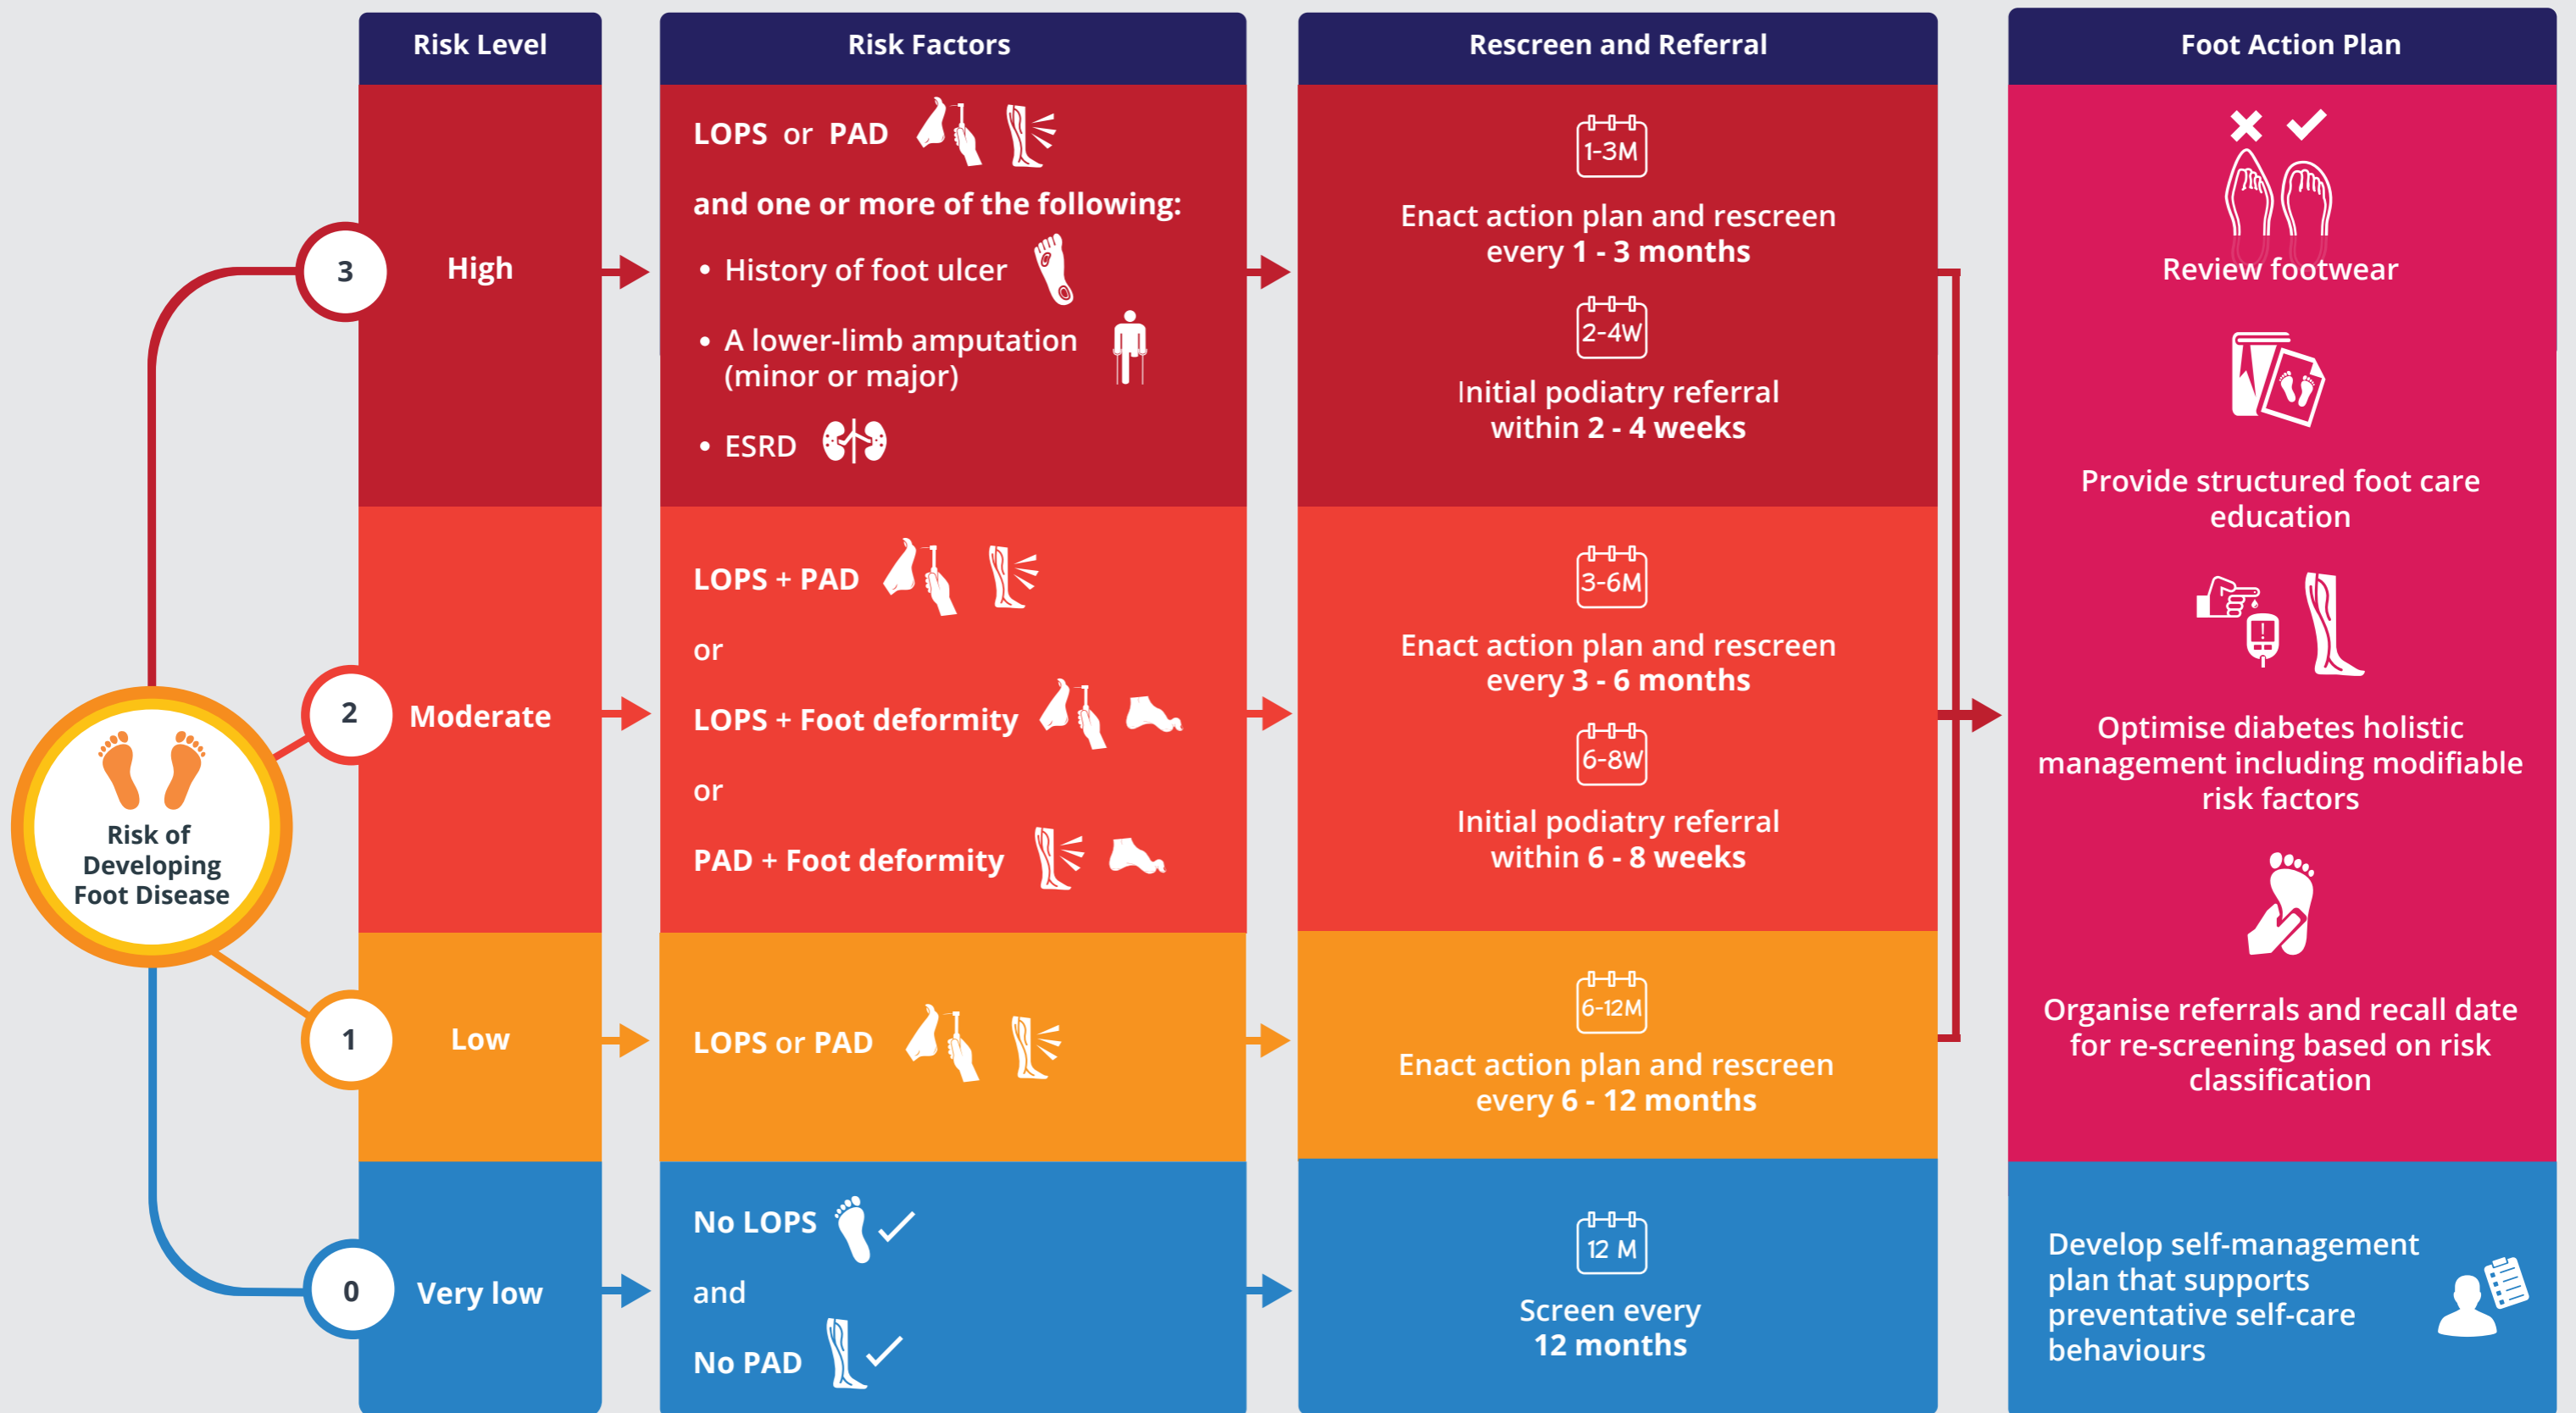 Risk Level
Risk Factors
Rescreen and Referral
Foot Action Plan
Risk of
Developing
Foot Disease
3
High
LOPS or PAD
and one or more of the following:
• History of foot ulcer
• A lower-limb amputation
(minor or major)
• ESRD
1-3M
Enact action plan and rescreen
every 1 - 3 months
2-4W
Initial podiatry referral
within 2 - 4 weeks
2
Moderate
LOPS + PAD
or
LOPS + Foot deformity
or
PAD + Foot deformity
3-6M
Enact action plan and rescreen
every 3 - 6 months
6-8W
Initial podiatry referral
within 6 - 8 weeks
1
Low
LOPS or PAD
6-12M
Enact action plan and rescreen
every 6 - 12 months
0
Very low
No LOPS
and
No PAD
12 M
Screen every
12 months
Review footwear
Provide structured foot care
education
Optimise diabetes holistic
management including modifiable
risk factors
Organise referrals and recall date
for re-screening based on risk
classification
Develop self-management
plan that supports
preventative self-care
behaviours